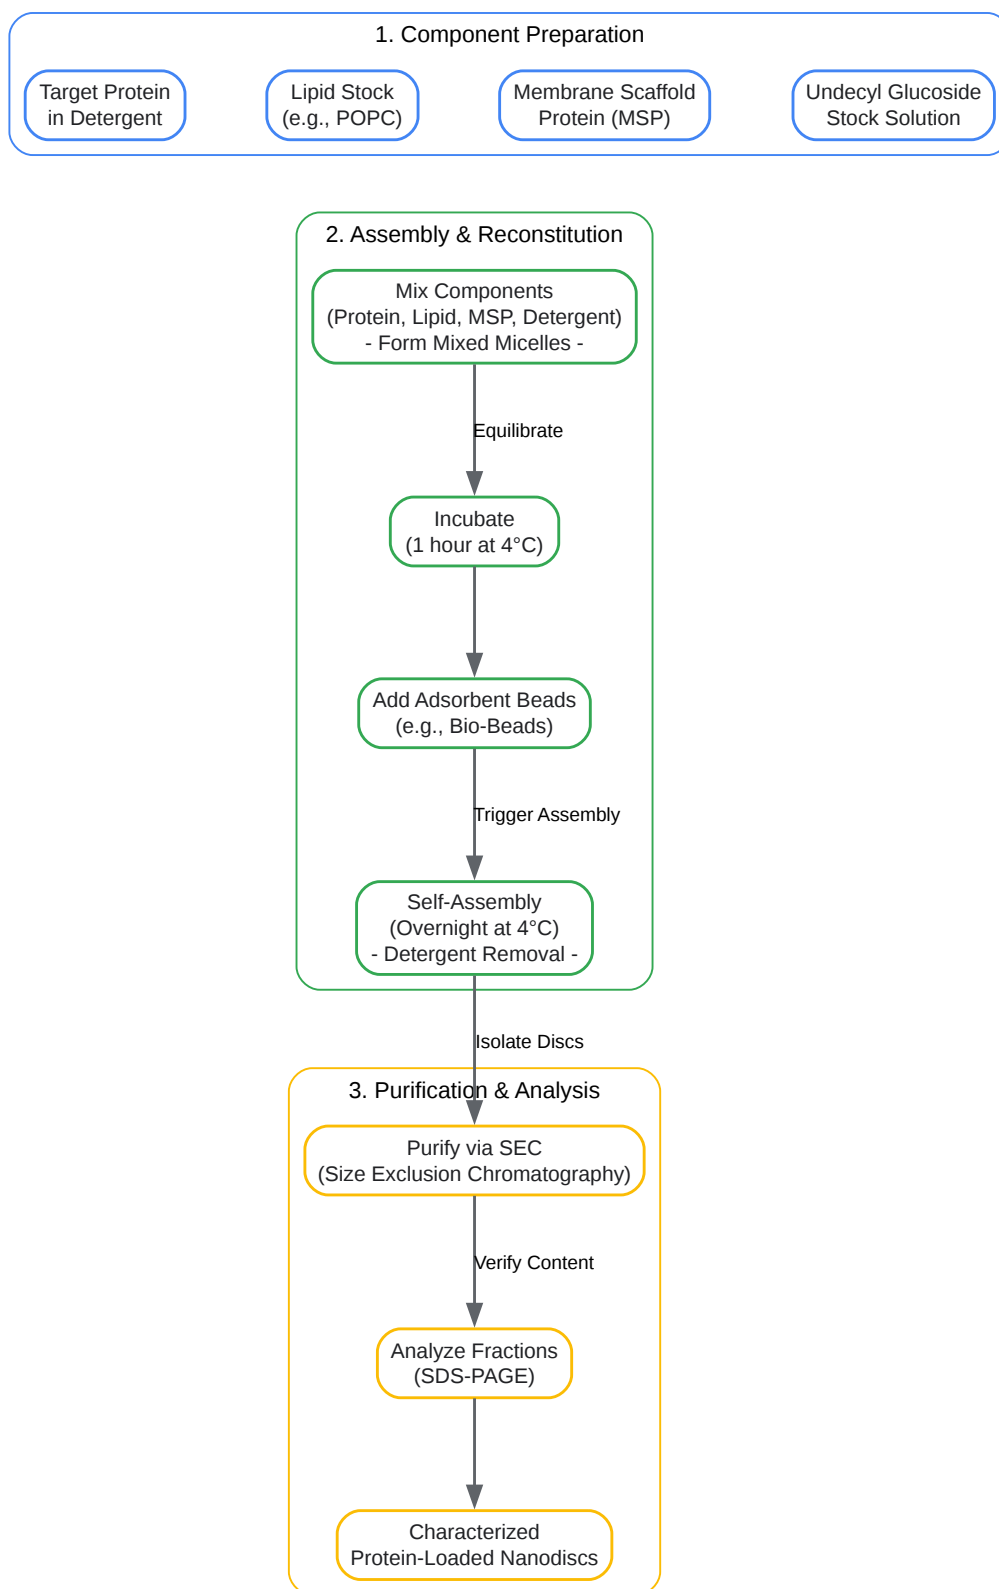 1. Component Preparation
Target Protein
in Detergent
Lipid Stock
(e.g., POPC)
Membrane Scaffold
Protein (MSP)
Undecyl Glucoside
Stock Solution
2. Assembly & Reconstitution
Mix Components
(Protein, Lipid, MSP, Detergent)
- Form Mixed Micelles -
Equilibrate
Incubate
(1 hour at 4°C)
Add Adsorbent Beads
(e.g., Bio-Beads)
Trigger Assembly
Self-Assembly
(Overnight at 4°C)
- Detergent Removal -
Isolate Discs
3. Purification & Analysis
Purify via SEC
(Size Exclusion Chromatography)
Verify Content
Analyze Fractions
(SDS-PAGE)
Characterized
Protein-Loaded Nanodiscs